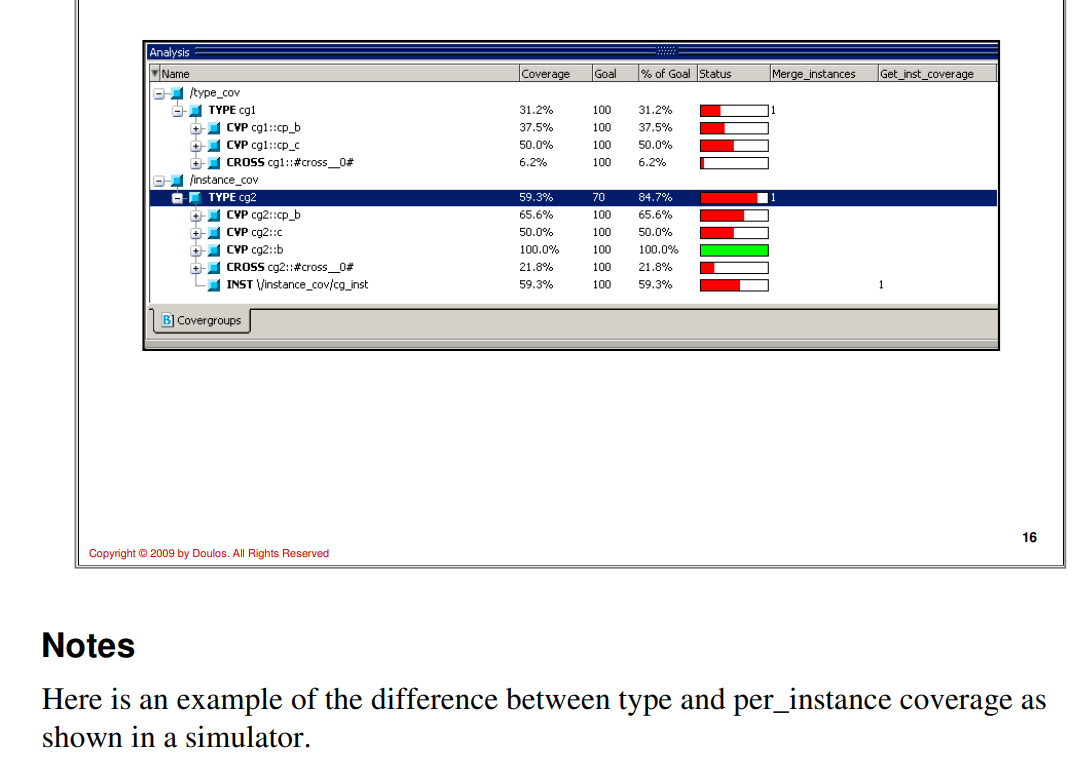 Analysis
Name Coverage Goal % of Goal Status Merge_instances Get_inst_coverage
/type_cov
TYPE cg1 31.2% 100 31.2% 1
CVP cg1::cp_b 37.5% 100 37.5%
CVP cg1::cp_c 50.0% 100 50.0%
CROSS cg1::#cross__0# 6.2% 100 6.2%
/instance_cov
TYPE cg2 59.3% 70 84.7% 1
CVP cg2::cp_b 65.6% 100 65.6%
CVP cg2::c 50.0% 100 50.0%
CVP cg2::b 100.0% 100 100.0%
CROSS cg2::#cross__0# 21.8% 100 21.8%
INST \/instance_cov/cg_inst 59.3% 100 59.3% 1
B Covergroups
16
Copyright © 2009 by Doulos. All Rights Reserved
Notes
Here is an example of the difference between type and per_instance coverage as
shown in a simulator.